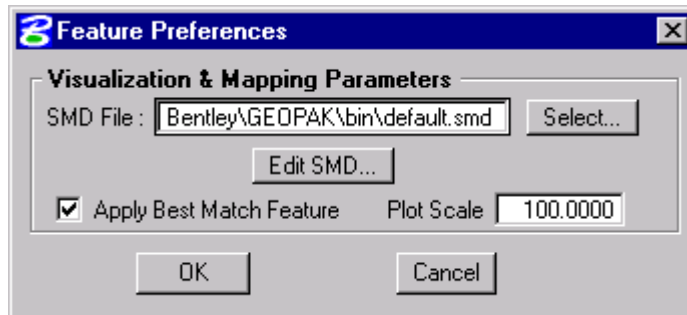 Feature Preferences
Visualization & Mapping Parameters
SMD File : Bentley\GEOPAK\bin\default.smd Select...
Edit SMD...
Apply Best Match Feature Plot Scale 100.0000
OK Cancel